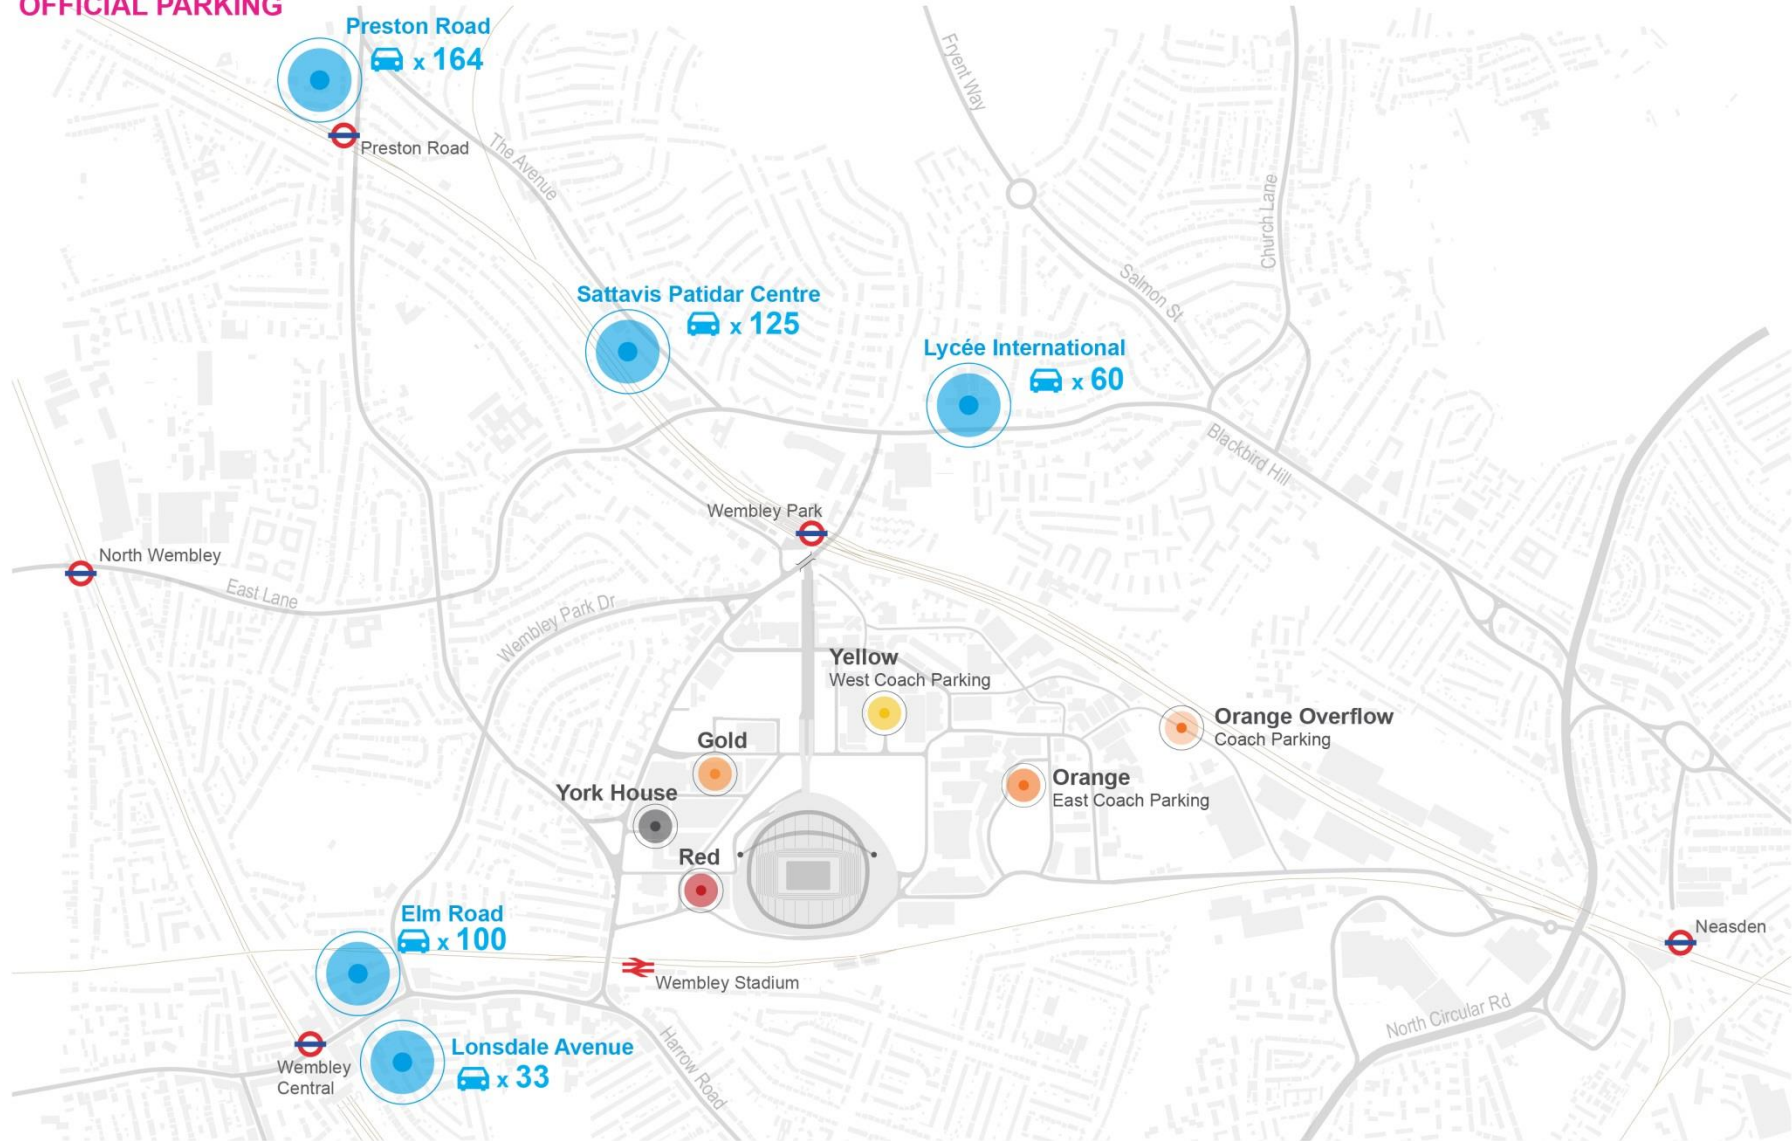 OFFICIAL PARKING
Preston Road
x 164
Preston Road
The Avenue
Fryent Way
Church Lane
Salmon St
Sattavis Patidar Centre
x 125
Lycée International
x 60
Blackbird Hill
Wembley Park
North Wembley
East Lane
Wembley Park Dr
Yellow
West Coach Parking
Orange Overflow
Coach Parking
Gold
Orange
East Coach Parking
York House
Red
Elm Road
x 100
Neasden
Wembley Stadium
North Circular Rd
Harrow Road
Wembley
Central
Lonsdale Avenue
x 33